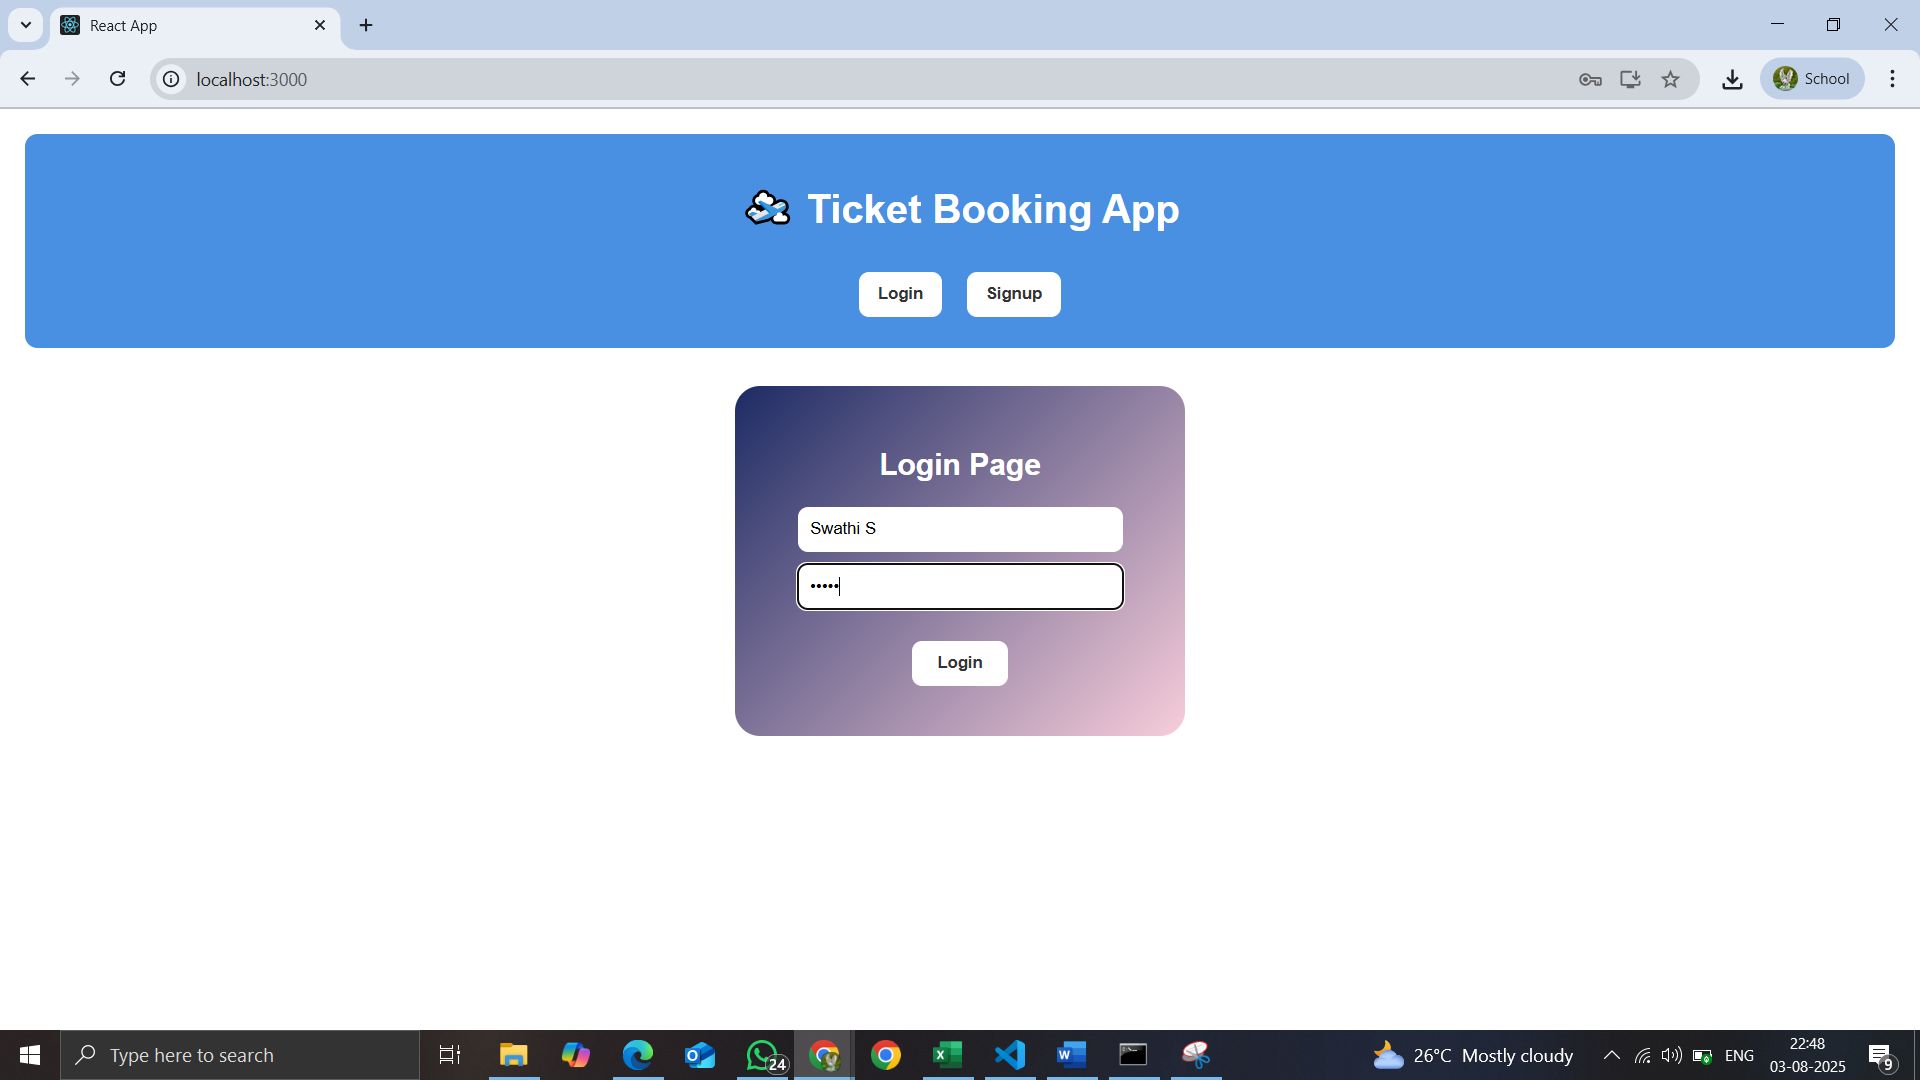 React App
localhost:3000
School
Ticket Booking App
Login
Signup
Login Page
Swathi S
•••••
Login
Type here to search
24
26°C Mostly cloudy
ENG
22:48
03-08-2025
9